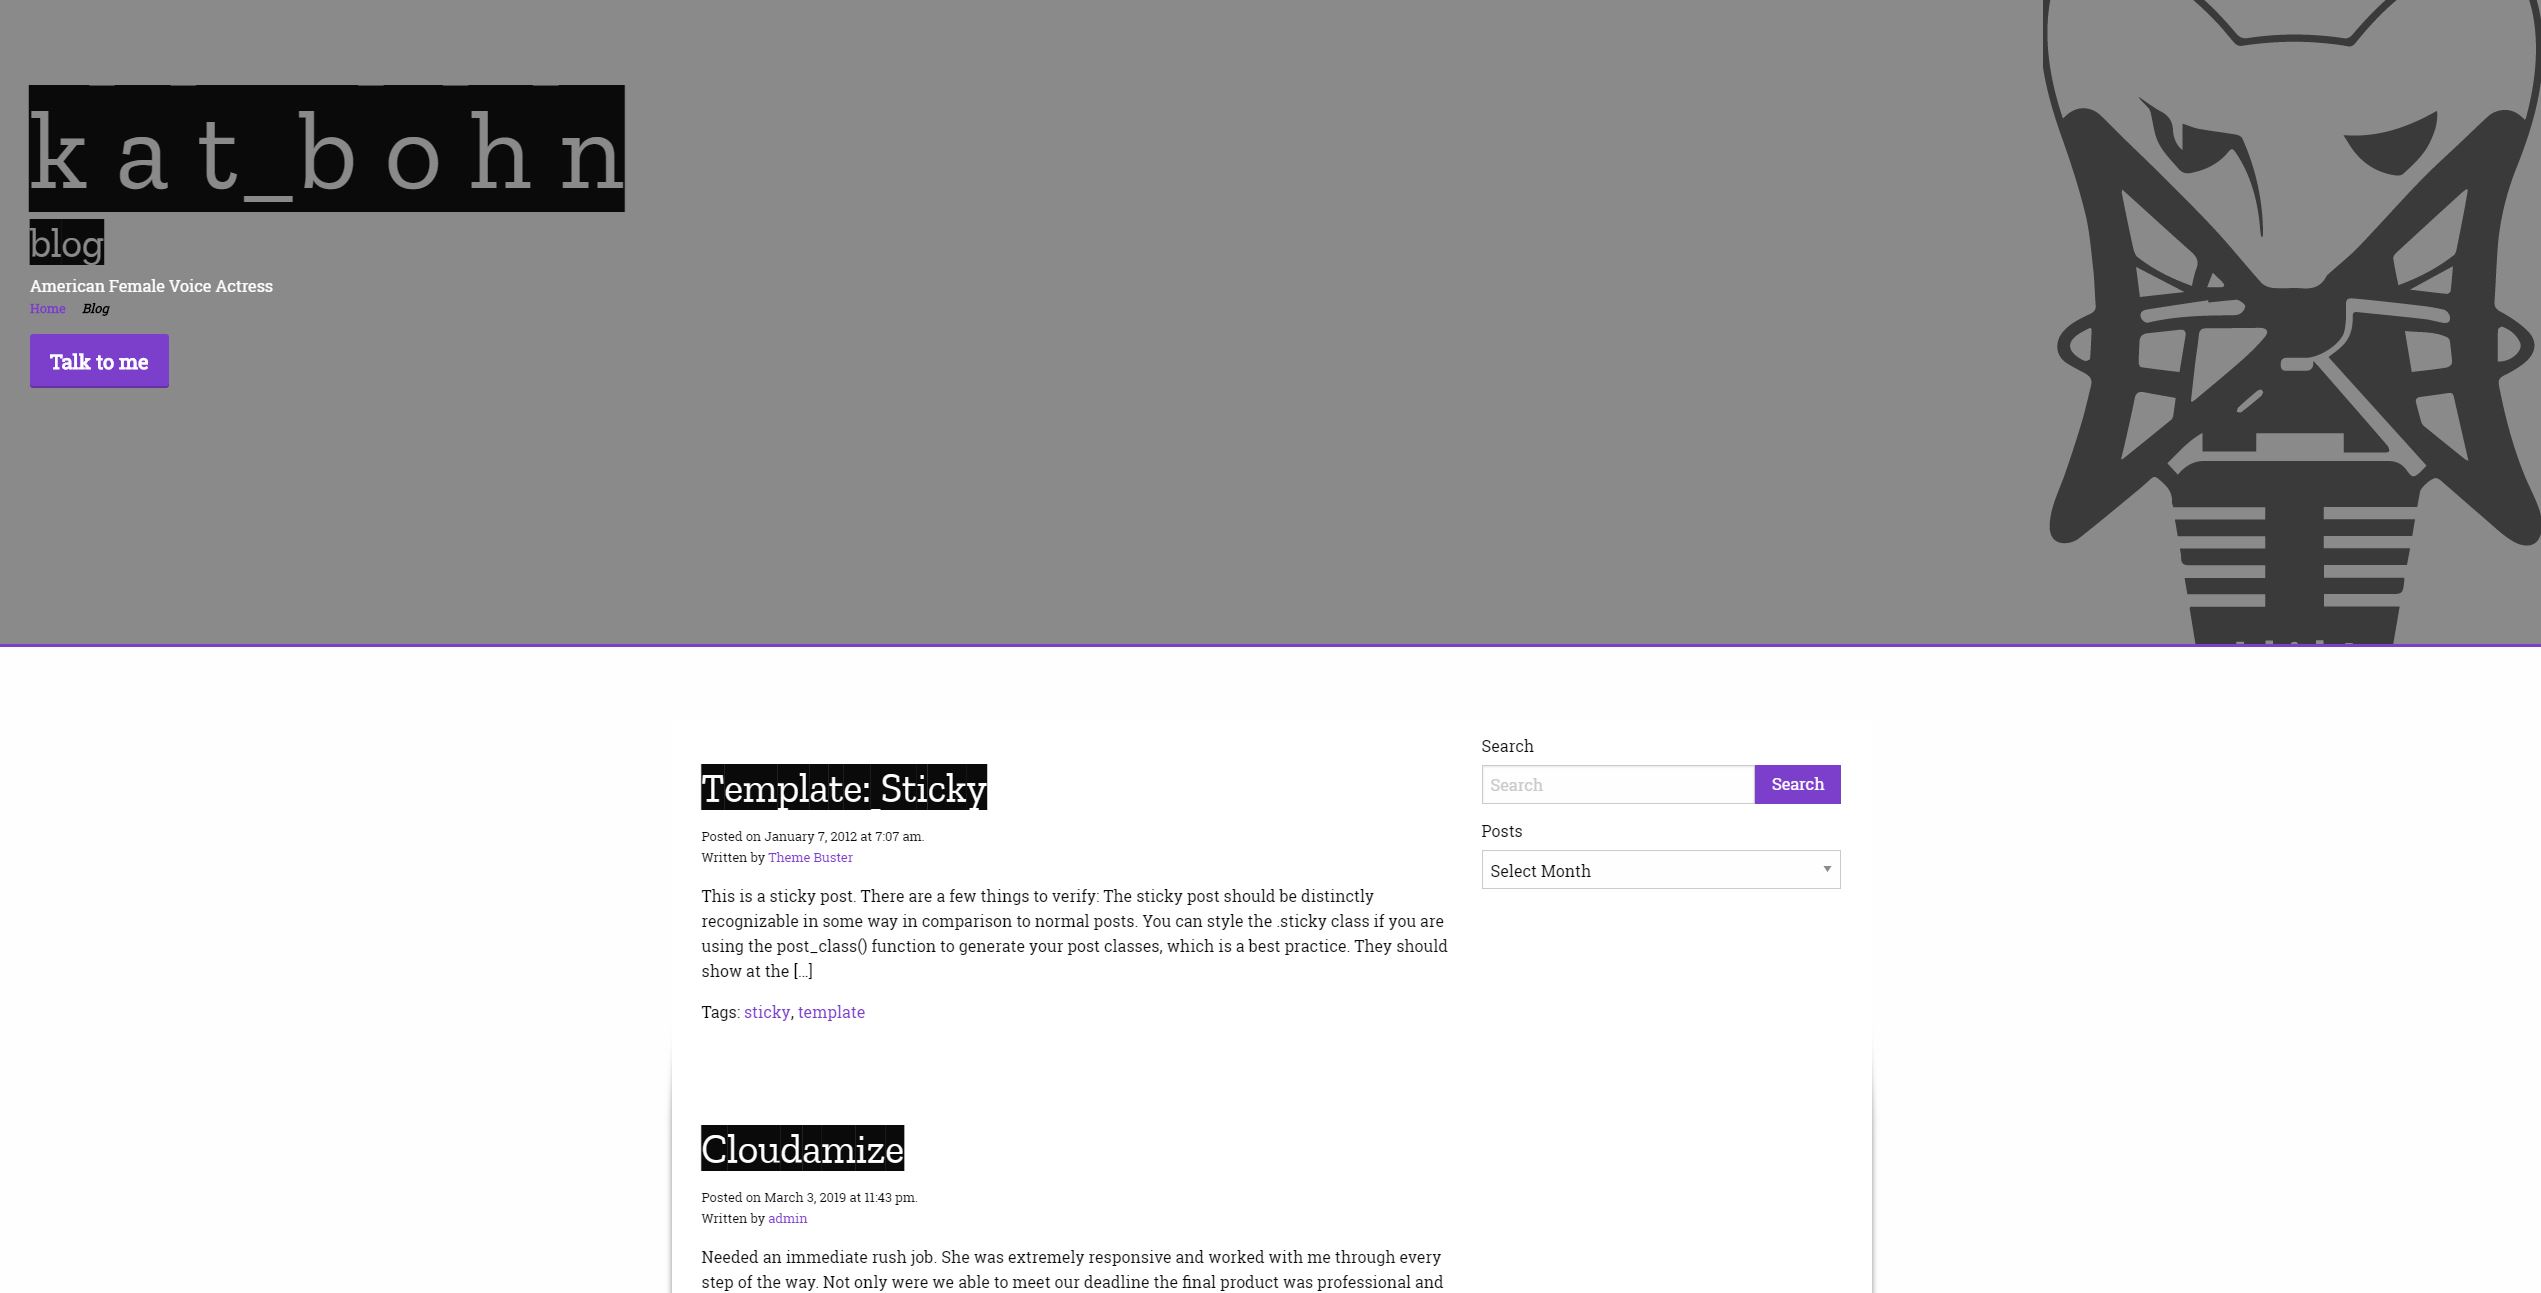 k a t_b o h n
blog
American Female Voice Actress
Home Blog
Talk to me
Search
Search Search
Posts
Select Month
Template: Sticky
Posted on January 7, 2012 at 7:07 am.
Written by Theme Buster
This is a sticky post. There are a few things to verify: The sticky post should be distinctly
recognizable in some way in comparison to normal posts. You can style the .sticky class if you are
using the post_class() function to generate your post classes, which is a best practice. They should
show at the [...]
Tags: sticky, template
Cloudamize
Posted on March 3, 2019 at 11:43 pm.
Written by admin
Needed an immediate rush job. She was extremely responsive and worked with me through every
step of the way. Not only were we able to meet our deadline the final product was professional and